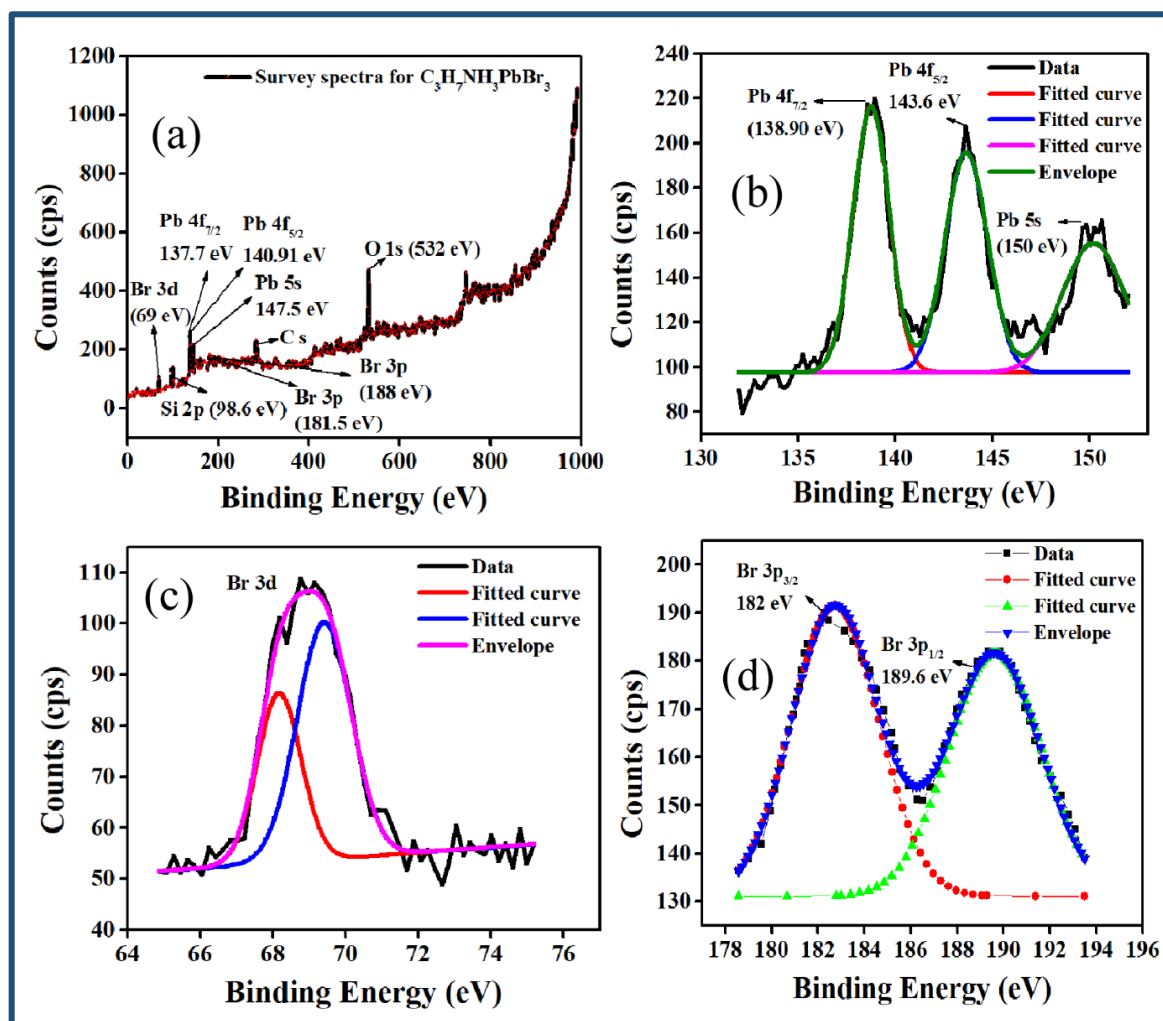 (a)
Survey spectra for C₃H₇NH₃PbBr₃
Pb 4f₇/₂
137.7 eV
Pb 4f₅/₂
140.91 eV
Pb 5s
147.5 eV
Br 3d
(69 eV)
O 1s (532 eV)
C s
Si 2p (98.6 eV)
Br 3p
(181.5 eV)
Br 3p
(188 eV)
Counts (cps)
1200
1000
800
600
400
200
0
0 200 400 600 800 1000
Binding Energy (eV)
(b)
Pb 4f₇/₂
(138.90 eV)
Pb 4f₅/₂
143.6 eV
Pb 5s
(150 eV)
Data
Fitted curve
Fitted curve
Fitted curve
Envelope
Counts (cps)
240
220
200
180
160
140
120
100
80
130 135 140 145 150
Binding Energy (eV)
(c)
Br 3d
Data
Fitted curve
Fitted curve
Envelope
Counts (cps)
110
100
90
80
70
60
50
40
64 66 68 70 72 74 76
Binding Energy (eV)
(d)
Br 3p₃/₂
182 eV
Br 3p₁/₂
189.6 eV
Data
Fitted curve
Fitted curve
Envelope
Counts (cps)
210
200
190
180
170
160
150
140
130
178 180 182 184 186 188 190 192 194 196
Binding Energy (eV)